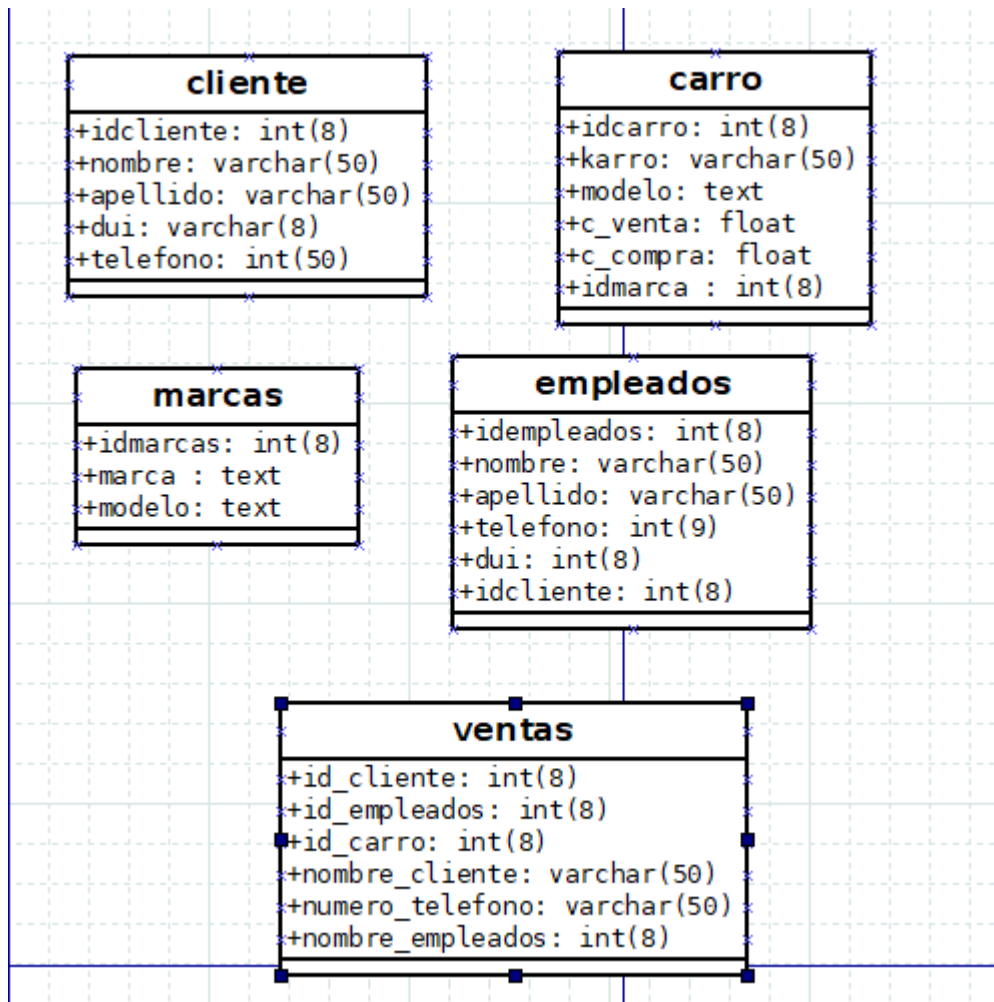 cliente
+idcliente: int(8)
+nombre: varchar(50)
+apellido: varchar(50)
+dui: varchar(8)
+telefono: int(50)
carro
+idcarro: int(8)
+karro: varchar(50)
+modelo: text
+c_venta: float
+c_compra: float
+idmarca : int(8)
marcas
+idmarcas: int(8)
+marca : text
+modelo: text
empleados
+idempleados: int(8)
+nombre: varchar(50)
+apellido: varchar(50)
+telefono: int(9)
+dui: int(8)
+idcliente: int(8)
ventas
+id_cliente: int(8)
+id_empleados: int(8)
+id_carro: int(8)
+nombre_cliente: varchar(50)
+numero_telefono: varchar(50)
+nombre_empleados: int(8)